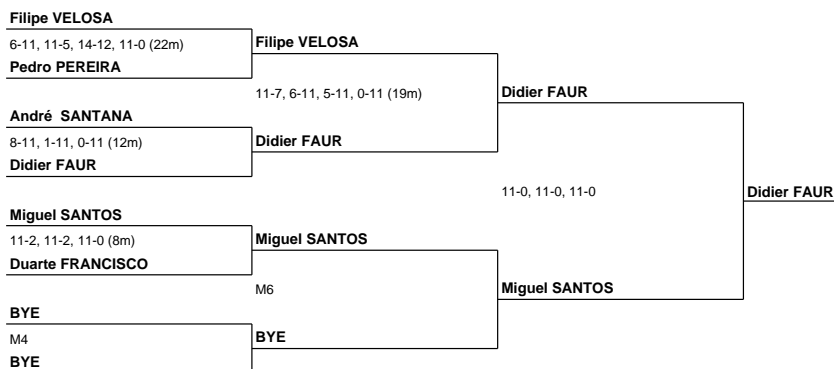 Filipe VELOSA
6-11, 11-5, 14-12, 11-0 (22m)
Filipe VELOSA
Pedro PEREIRA
11-7, 6-11, 5-11, 0-11 (19m)
Didier FAUR
André  SANTANA
8-11, 1-11, 0-11 (12m)
Didier FAUR
Didier FAUR
11-0, 11-0, 11-0
Didier FAUR
Miguel SANTOS
11-2, 11-2, 11-0 (8m)
Miguel SANTOS
Duarte FRANCISCO
M6
Miguel SANTOS
BYE
M4
BYE
BYE